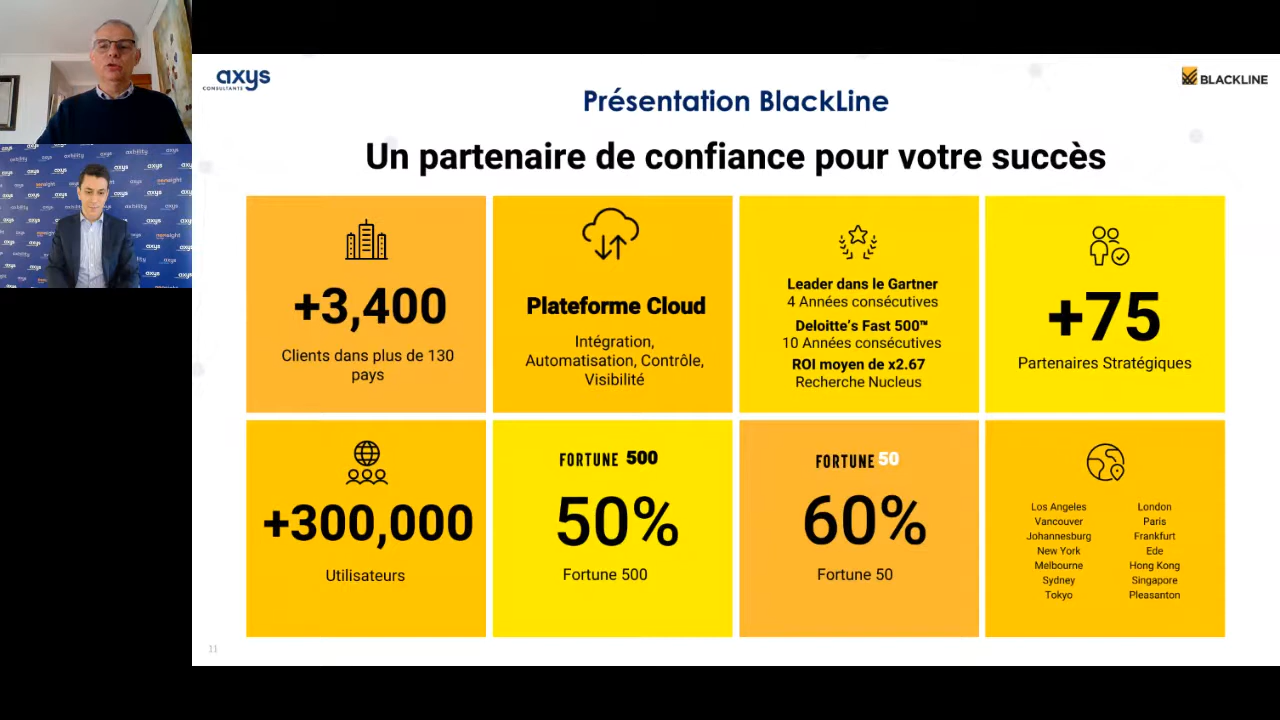 axys
CONSULTANTS
BLACKLINE
Présentation BlackLine
Un partenaire de confiance pour votre succès
+3,400
Clients dans plus de 130
pays
Plateforme Cloud
Intégration,
Automatisation, Contrôle,
Visibilité
Leader dans le Gartner
4 Années consécutives
Deloitte's Fast 500™
10 Années consécutives
ROI moyen de x2.67
Recherche Nucleus
+75
Partenaires Stratégiques
+300,000
Utilisateurs
FORTUNE 500
50%
Fortune 500
FORTUNE 50
60%
Fortune 50
Los Angeles
Vancouver
Johannesburg
New York
Melbourne
Sydney
Tokyo
London
Paris
Frankfurt
Ede
Hong Kong
Singapore
Pleasanton
11